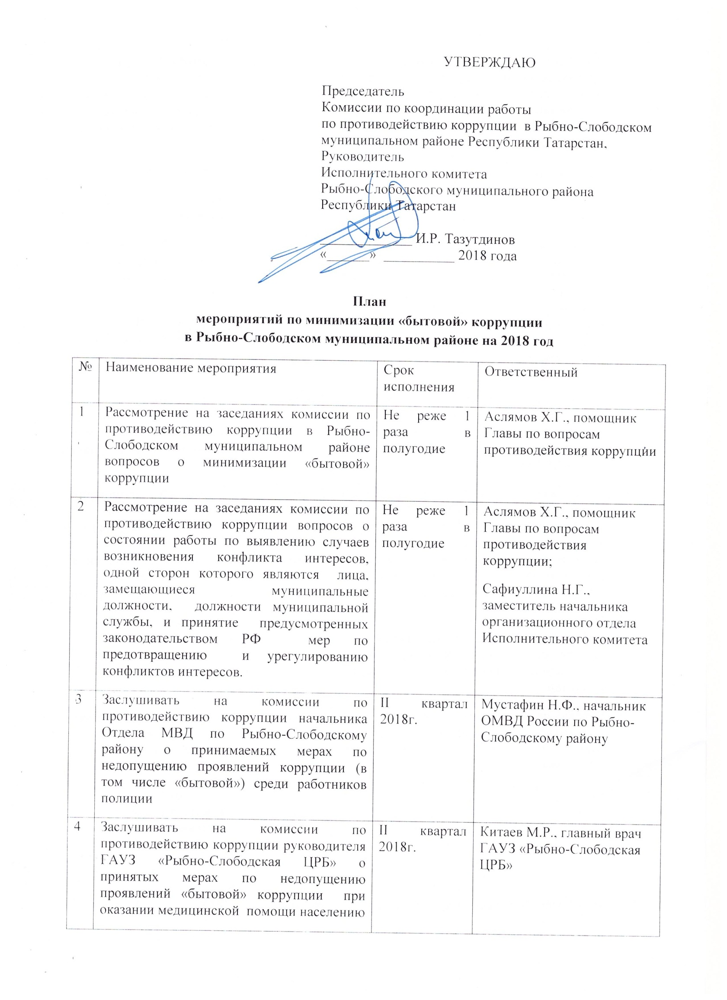 УТВЕРЖДАЮ
Председатель
Комиссии по координации работы
по противодействию коррупции в Рыбно-Слободском
муниципальном районе Республики Татарстан,
Руководитель
Исполнительного комитета
Рыбно-Слободского муниципального района
Республики Татарстан
_____________ И.Р. Тазутдинов
«______» __________ 2018 года
План
мероприятий по минимизации «бытовой» коррупции
в Рыбно-Слободском муниципальном районе на 2018 год
№
Наименование мероприятия
Срок
исполнения
Ответственный
1
Рассмотрение на заседаниях комиссии по
противодействию коррупции в Рыбно-
Слободском муниципальном районе
вопросов о минимизации «бытовой»
коррупции
Не реже 1
раза в
полугодие
Аслямов Х.Г., помощник
Главы по вопросам
противодействия коррупции
2
Рассмотрение на заседаниях комиссии по
противодействию коррупции вопросов о
состоянии работы по выявлению случаев
возникновения конфликта интересов,
одной сторон которого являются лица,
замещающиеся муниципальные
должности, должности муниципальной
службы, и принятие предусмотренных
законодательством РФ мер по
предотвращению и урегулированию
конфликтов интересов.
Не реже 1
раза в
полугодие
Аслямов Х.Г., помощник
Главы по вопросам
противодействия
коррупции;
Сафиуллина Н.Г.,
заместитель начальника
организационного отдела
Исполнительного комитета
3
Заслушивать на комиссии по
противодействию коррупции начальника
Отдела МВД по Рыбно-Слободскому
району о принимаемых мерах по
недопущению проявлений коррупции (в
том числе «бытовой») среди работников
полиции
II квартал
2018г.
Мустафин Н.Ф., начальник
ОМВД России по Рыбно-
Слободскому району
4
Заслушивать на комиссии по
противодействию коррупции руководителя
ГАУЗ «Рыбно-Слободская ЦРБ» о
принятых мерах по недопущению
проявлений «бытовой» коррупции при
оказании медицинской помощи населению
II квартал
2018г.
Китаев М.Р., главный врач
ГАУЗ «Рыбно-Слободская
ЦРБ»